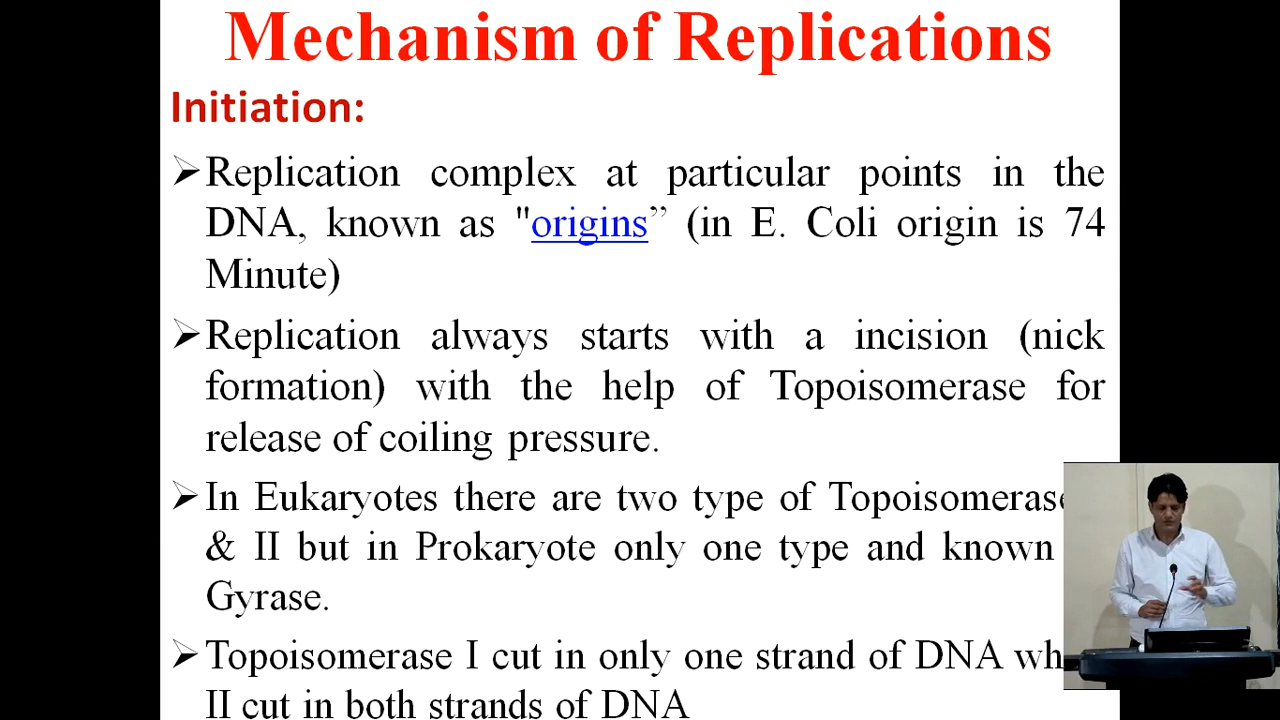 Mechanism of Replications
Initiation:
➢Replication complex at particular points in the
DNA, known as "origins” (in E. Coli origin is 74
Minute)
➢Replication always starts with a incision (nick
formation) with the help of Topoisomerase for
release of coiling pressure.
➢In Eukaryotes there are two type of Topoisomerase
& II but in Prokaryote only one type and known
Gyrase.
➢Topoisomerase I cut in only one strand of DNA
II cut in both strands of DNA